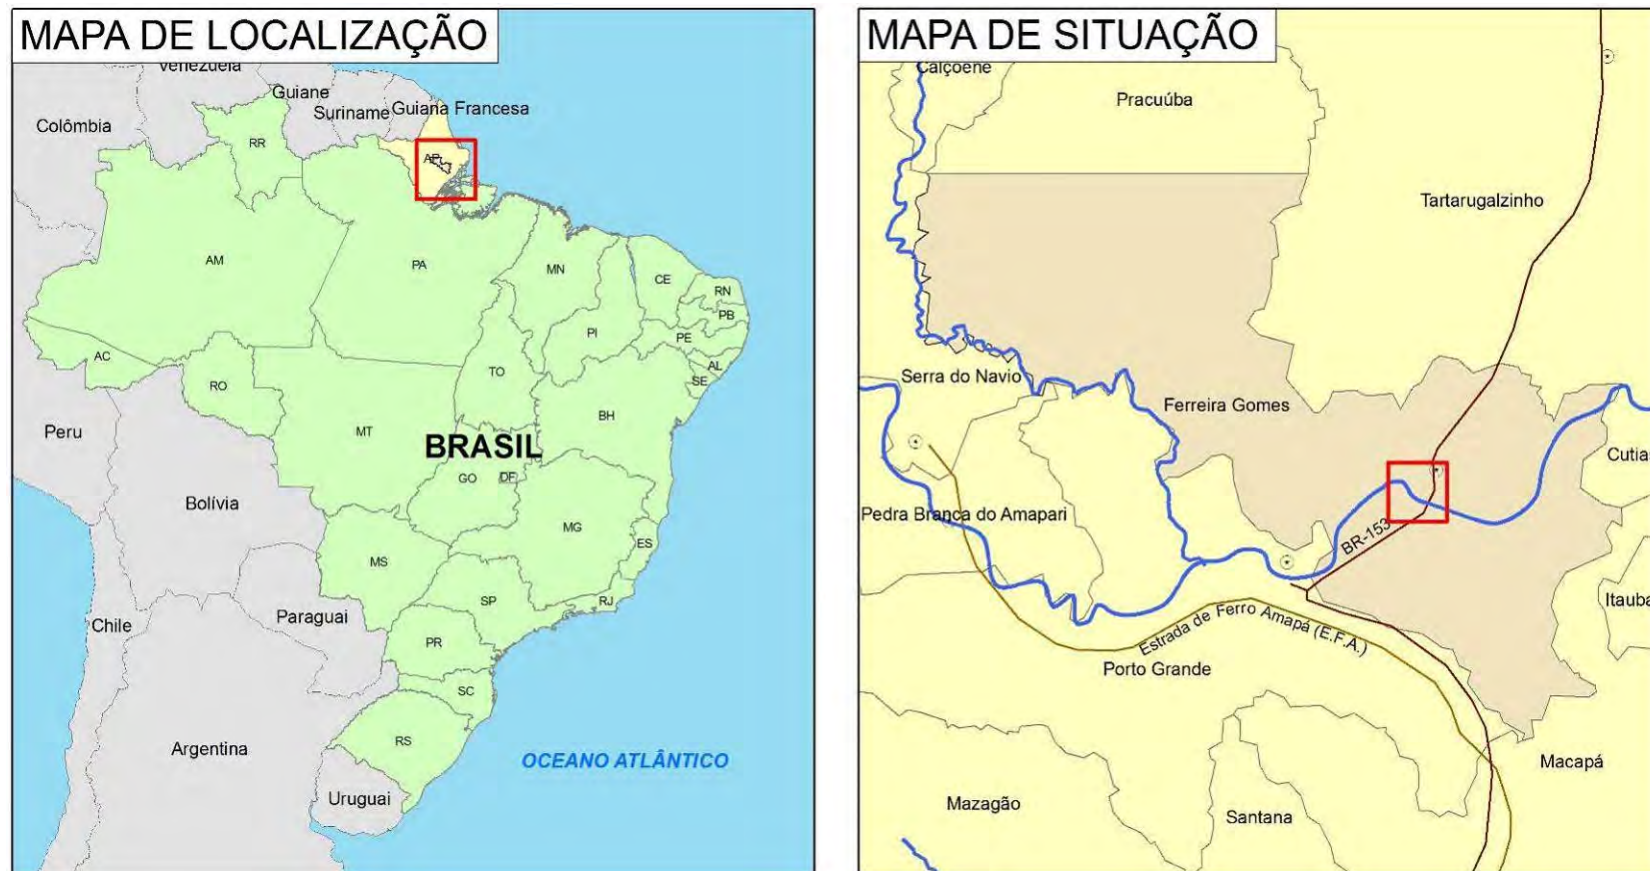 MAPA DE LOCALIZAÇÃO
Venezuela
Guiane
Suriname
Guiana Francesa
Colômbia
RR
AP
AM
PA
MN
CE
RN
PB
PI
PE
AL
SE
AC
RO
TO
BH
MT
BRASIL
Peru
GO
DF
Bolívia
MG
ES
MS
SP
RJ
Paraguai
Chile
PR
SC
RS
Argentina
OCEANO ATLÂNTICO
Uruguai
MAPA DE SITUAÇÃO
Calçoene
Pracuúba
Tartarugalzinho
Serra do Navio
Ferreira Gomes
Cutia
Pedra Branca do Amapari
BR-153
Itauba
Estrada de Ferro Amapá (E.F.A.)
Porto Grande
Macapá
Mazagão
Santana